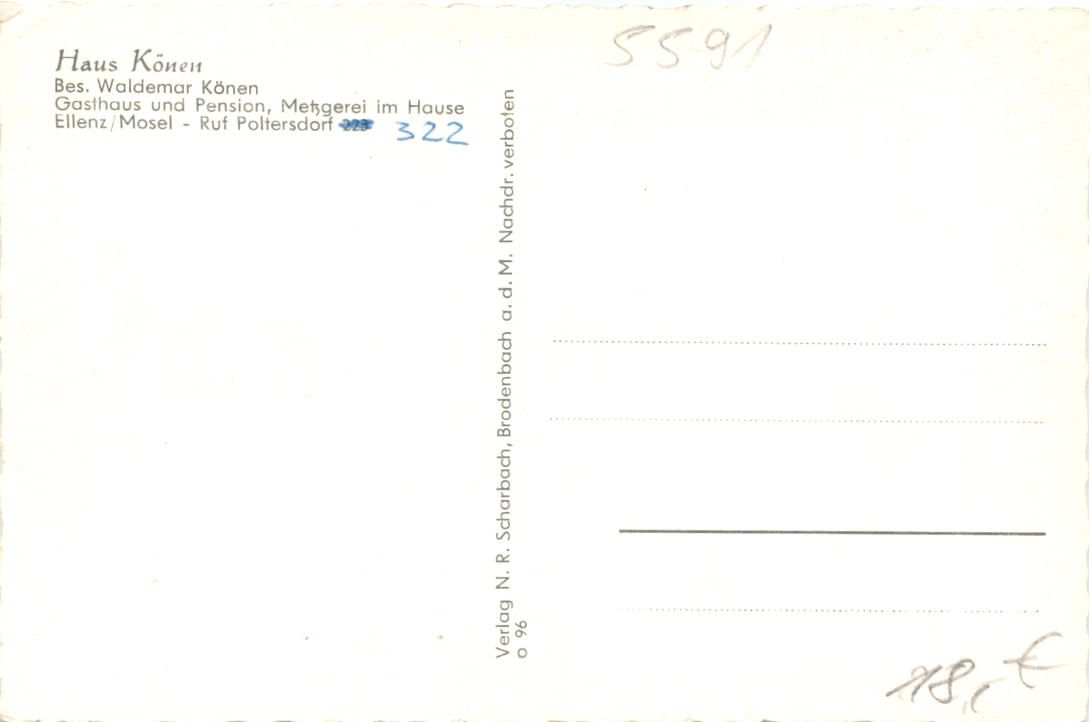 Haus Könen
Bes. Waldemar Könen
Gasthaus und Pension, Metzgerei im Hause
Ellenz/Mosel - Ruf Poltersdorf 223 322
Verlag N. R. Scharbach, Brodenbach a. d. M. Nachdr. verboten
o 96
5591
18,- €